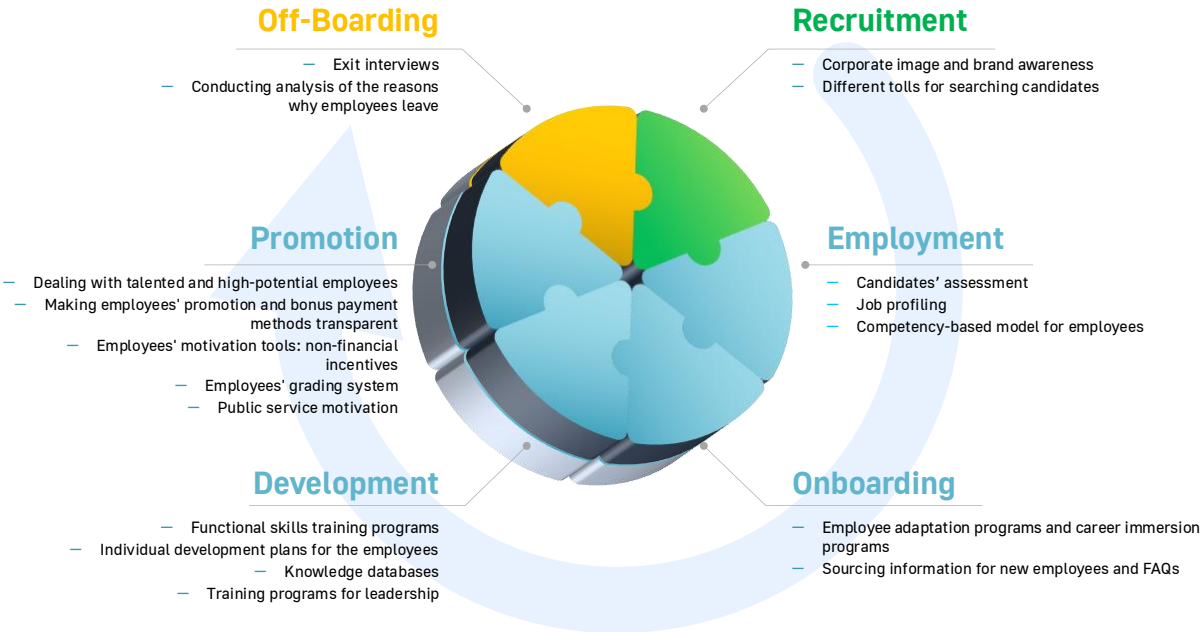 Off-Boarding
— Exit interviews
— Conducting analysis of the reasons
why employees leave
Recruitment
— Corporate image and brand awareness
— Different tolls for searching candidates
Promotion
— Dealing with talented and high-potential employees
— Making employees' promotion and bonus payment
methods transparent
— Employees' motivation tools: non-financial
incentives
— Employees' grading system
— Public service motivation
Employment
— Candidates’ assessment
— Job profiling
— Competency-based model for employees
Development
— Functional skills training programs
— Individual development plans for the employees
— Knowledge databases
— Training programs for leadership
Onboarding
— Employee adaptation programs and career immersion
programs
— Sourcing information for new employees and FAQs